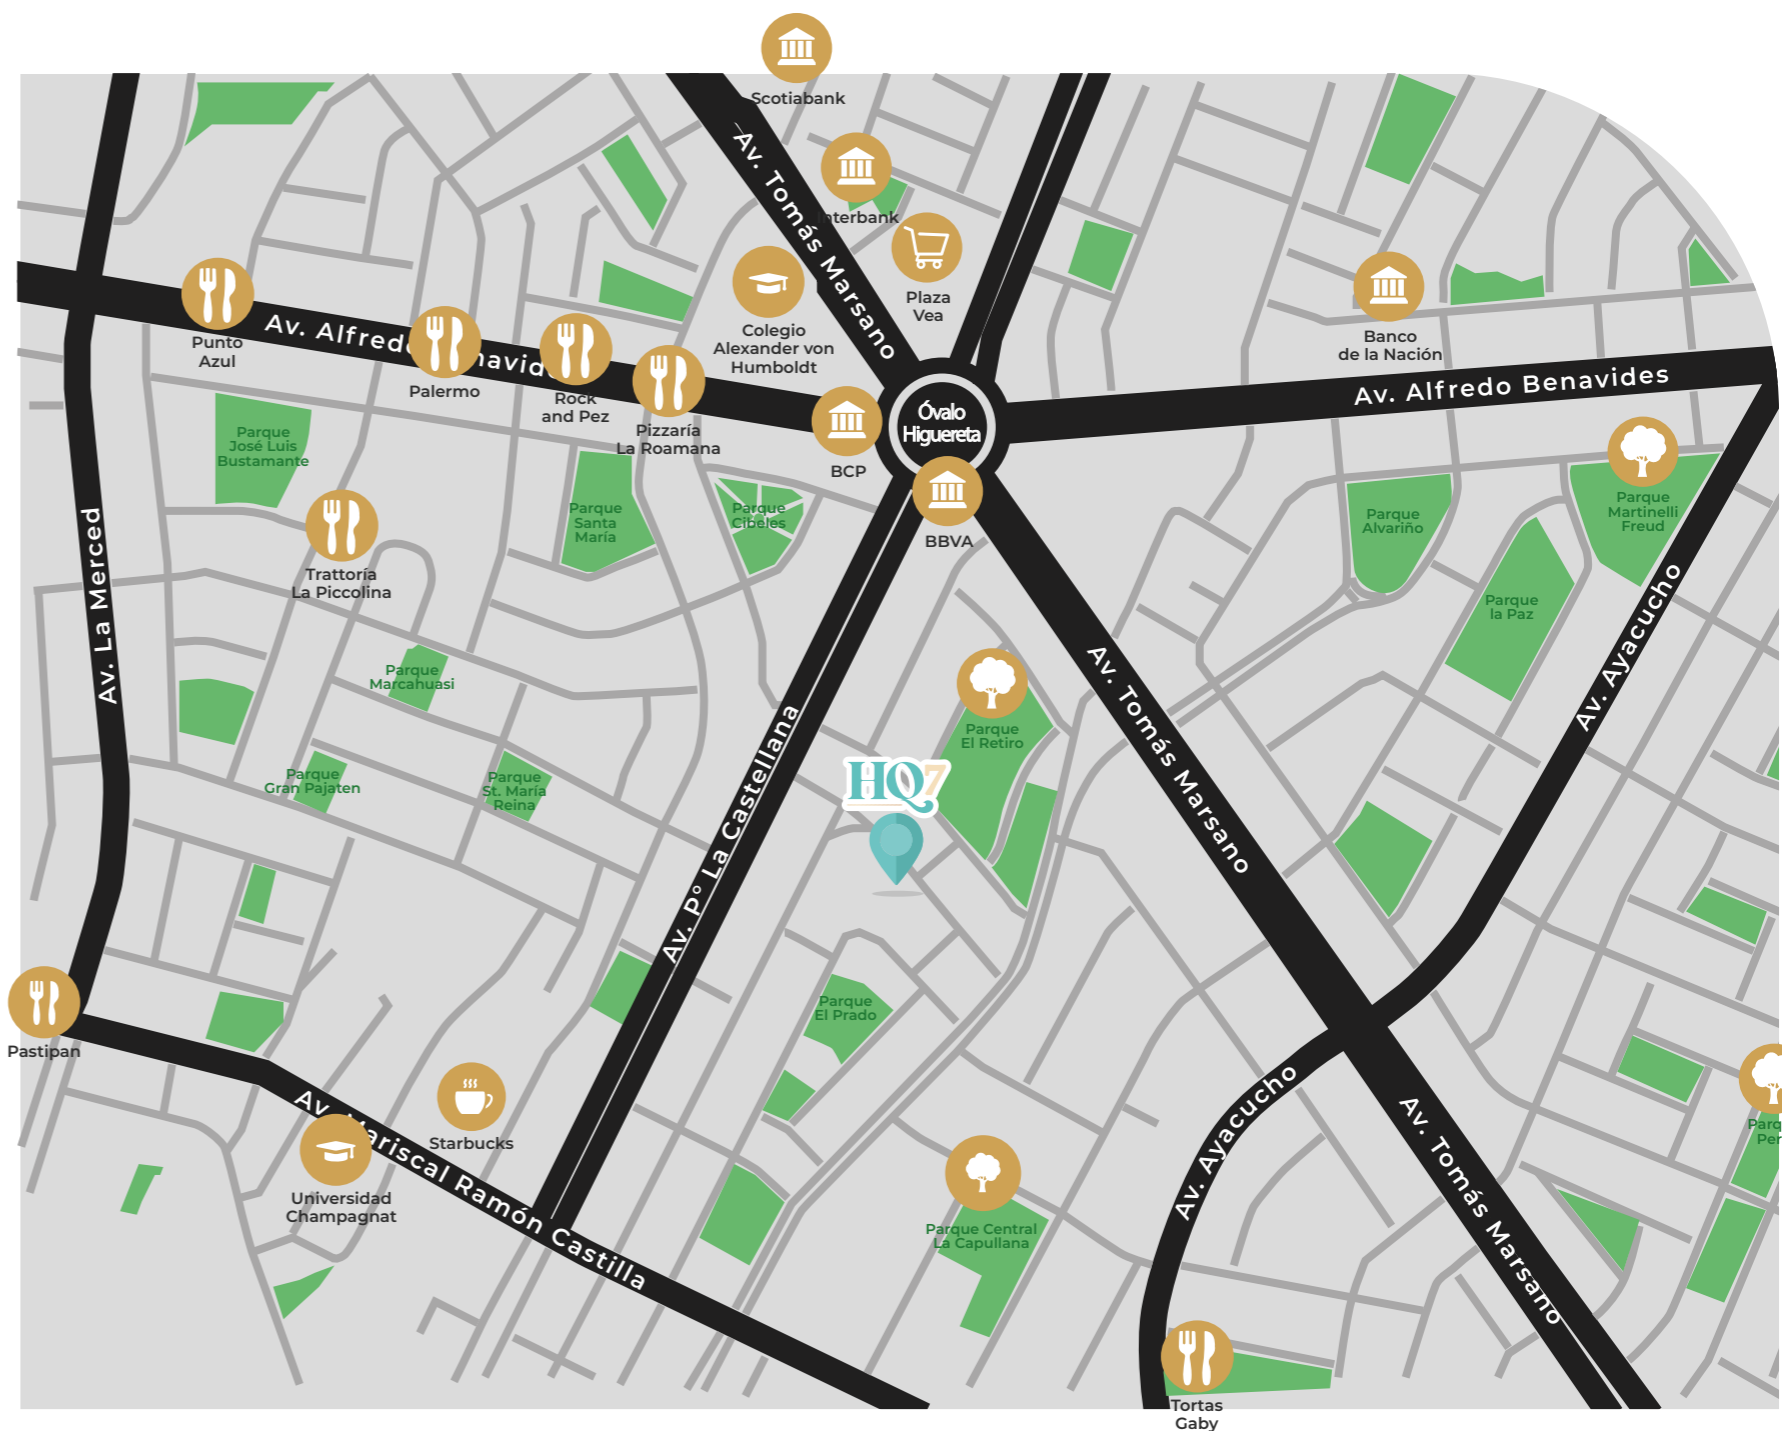 Scotiabank
Av. Tomás Marsano
Interbank
Plaza
Vea
Colegio
Alexander von
Humboldt
Banco
de la Nación
Punto
Azul
Av. Alfredo Benavides
Palermo
Rock
and Pez
Pizzaría
La Roamana
BCP
Óvalo
Higuereta
Av. Alfredo Benavides
BBVA
Parque
José Luis
Bustamante
Parque
Santa
María
Parque
Cibeles
Parque
Alvariño
Parque
Martinelli
Freud
Parque
la Paz
Av. Ayacucho
Trattoría
La Piccolina
Av. La Merced
Parque
Marcahuasi
Parque
Gran Pajaten
Parque
St. María
Reina
Av. Pº La Castellana
Parque
El Retiro
HQ7
Av. Tomás Marsano
Parque
El Prado
Pastipan
Starbucks
Av. Mariscal Ramón Castilla
Universidad
Champagnat
Parque Central
La Capullana
Av. Ayacucho
Av. Tomás Marsano
Parq
Per
Tortas
Gaby